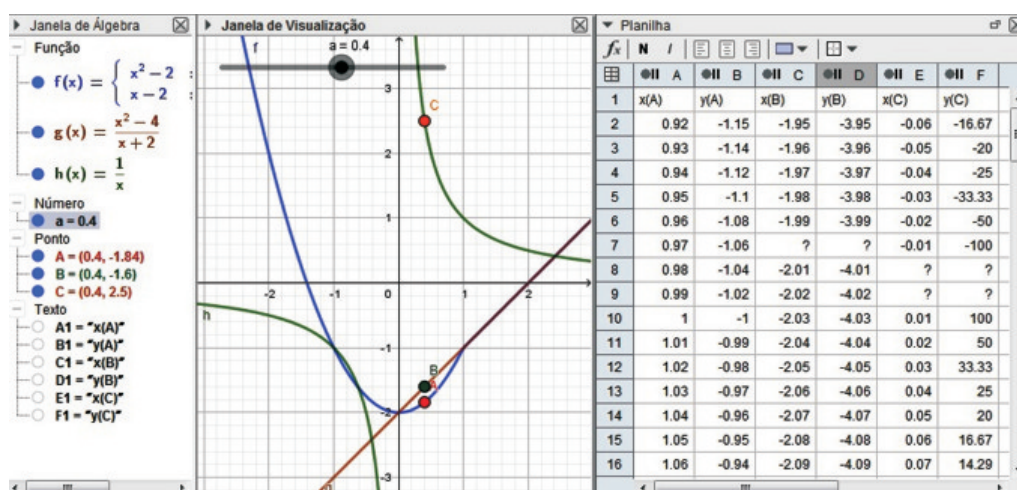 Janela de Álgebra
Função
f(x) = { x² – 2 :
x – 2 :
g(x) = x² – 4 / x + 2
h(x) = 1 / x
Número
a = 0.4
Ponto
A = (0.4, -1.84)
B = (0.4, -1.6)
C = (0.4, 2.5)
Texto
A1 = "x(A)"
B1 = "y(A)"
C1 = "x(B)"
D1 = "y(B)"
E1 = "x(C)"
F1 = "y(C)"
Janela de Visualização
f
a = 0.4
3
C
2
1
-2 -1 0 1 2
h
-1
B
A
-2
-3
Planilha
fx N I
A B C D E F
1 x(A) y(A) x(B) y(B) x(C) y(C)
2 0.92 -1.15 -1.95 -3.95 -0.06 -16.67
3 0.93 -1.14 -1.96 -3.96 -0.05 -20
4 0.94 -1.12 -1.97 -3.97 -0.04 -25
5 0.95 -1.1 -1.98 -3.98 -0.03 -33.33
6 0.96 -1.08 -1.99 -3.99 -0.02 -50
7 0.97 -1.06 ? ? -0.01 -100
8 0.98 -1.04 -2.01 -4.01 ? ?
9 0.99 -1.02 -2.02 -4.02 ? ?
10 1 -1 -2.03 -4.03 0.01 100
11 1.01 -0.99 -2.04 -4.04 0.02 50
12 1.02 -0.98 -2.05 -4.05 0.03 33.33
13 1.03 -0.97 -2.06 -4.06 0.04 25
14 1.04 -0.96 -2.07 -4.07 0.05 20
15 1.05 -0.95 -2.08 -4.08 0.06 16.67
16 1.06 -0.94 -2.09 -4.09 0.07 14.29